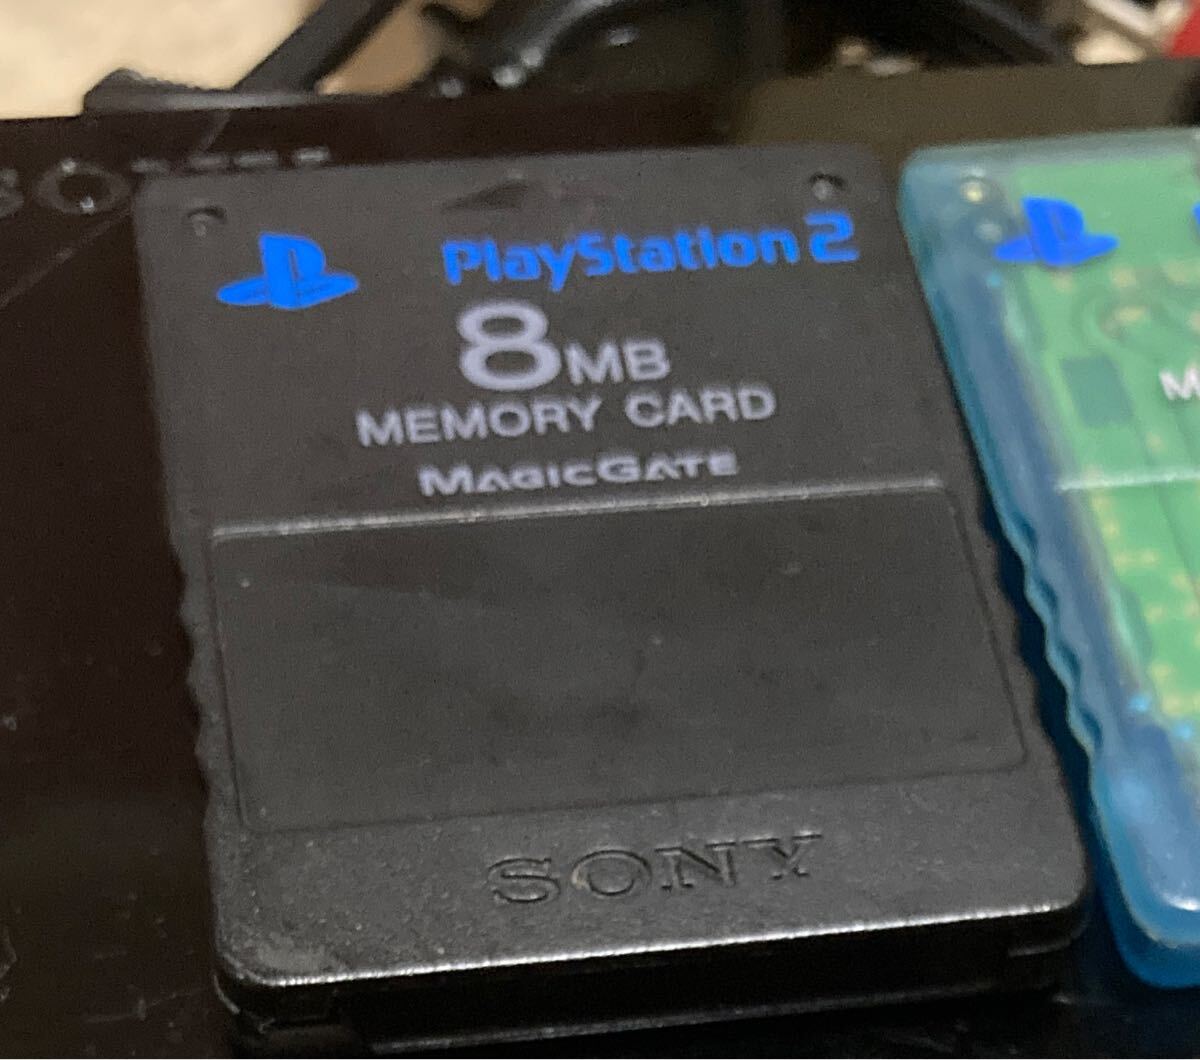 PlayStation 2
8MB
MEMORY CARD
MAGICGATE
SONY
M